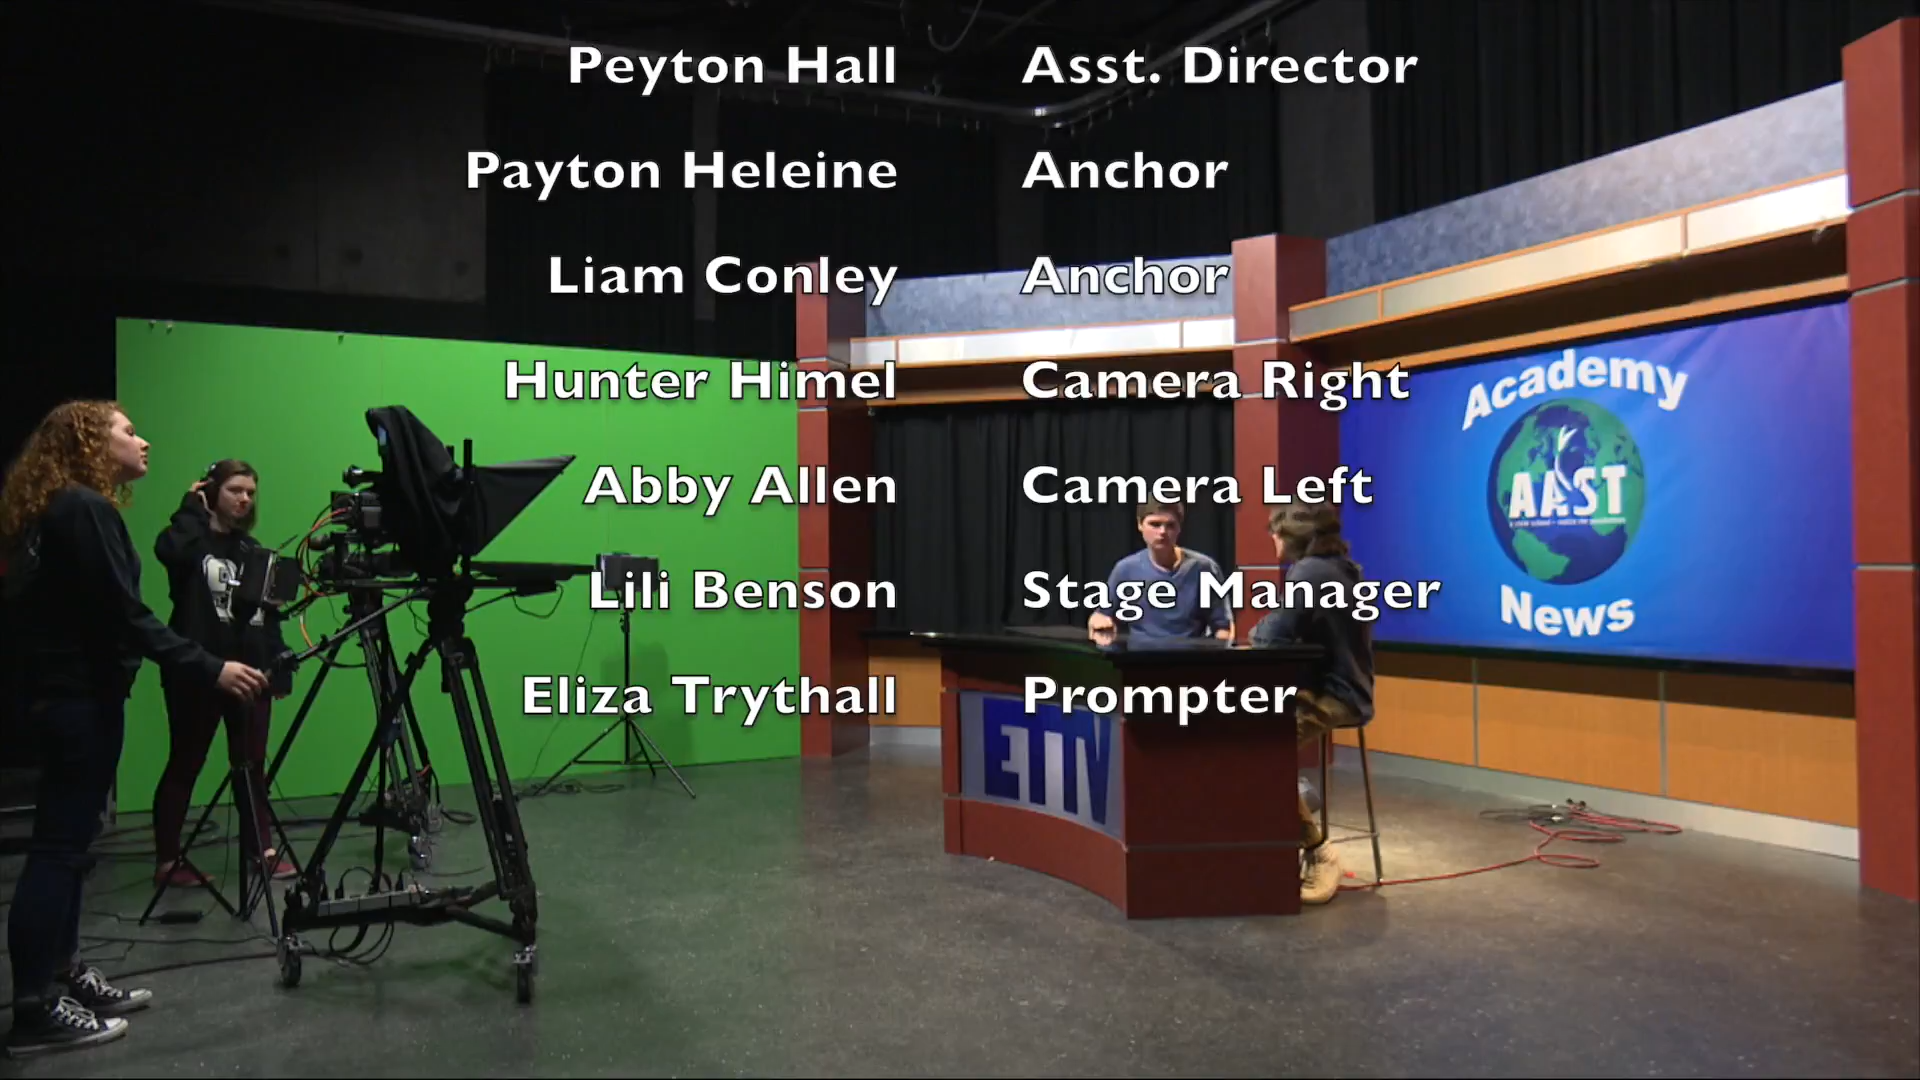 Peyton Hall Asst. Director
Payton Heleine Anchor
Liam Conley Anchor
Hunter Himel Camera Right
Abby Allen Camera Left
Lili Benson Stage Manager
Eliza Trythall Prompter
Academy
AAST
News
ETTV